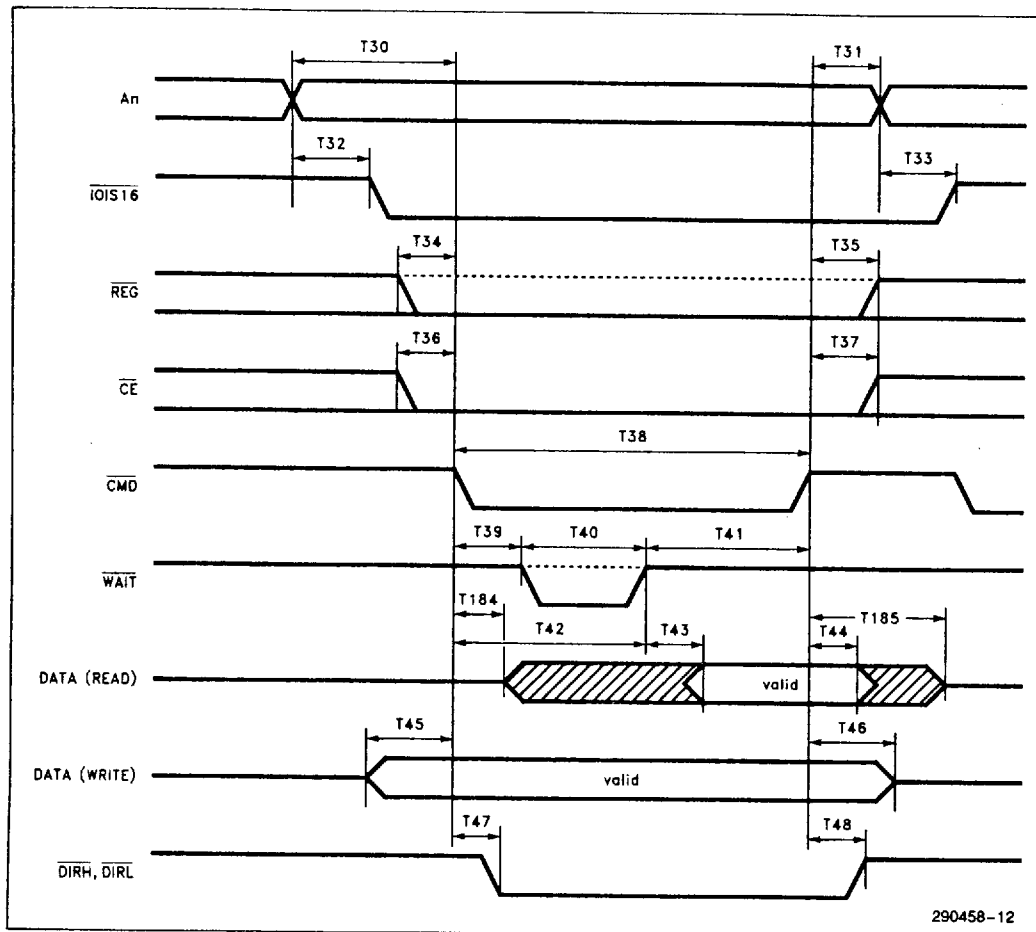 T30
T31
An
T32
T33
IOIS16
T34
T35
REG
T36
T37
CE
T38
CMD
T39
T40
T41
WAIT
T184
T185
T42
T43
T44
DATA (READ)
valid
T45
T46
DATA (WRITE)
valid
T47
T48
DIRH, DIRL
290458-12